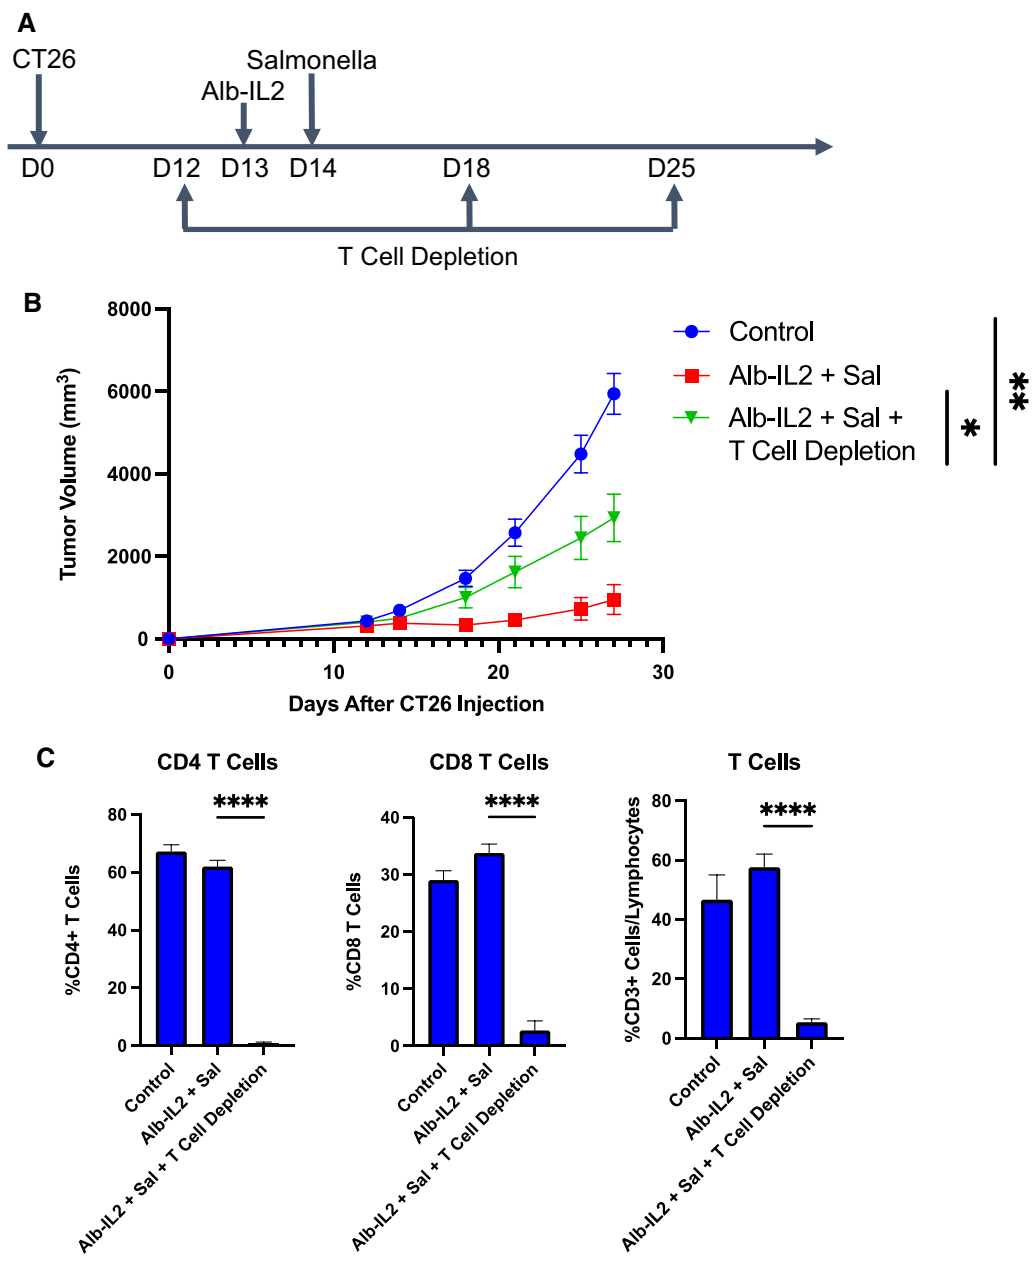 A
CT26
Salmonella
Alb-IL2
D0
D12
D13
D14
D18
D25
T Cell Depletion
B
8000
6000
4000
2000
0
Tumor Volume (mm³)
0
10
20
30
Days After CT26 Injection
Control
Alb-IL2 + Sal
Alb-IL2 + Sal +
T Cell Depletion
*
**
C
CD4 T Cells
****
80
60
40
20
0
%CD4+ T Cells
Control
Alb-IL2 + Sal
Alb-IL2 + Sal + T Cell Depletion
CD8 T Cells
****
40
30
20
10
0
%CD8 T Cells
Control
Alb-IL2 + Sal
Alb-IL2 + Sal + T Cell Depletion
T Cells
****
80
60
40
20
0
%CD3+ Cells/Lymphocytes
Control
Alb-IL2 + Sal
Alb-IL2 + Sal + T Cell Depletion